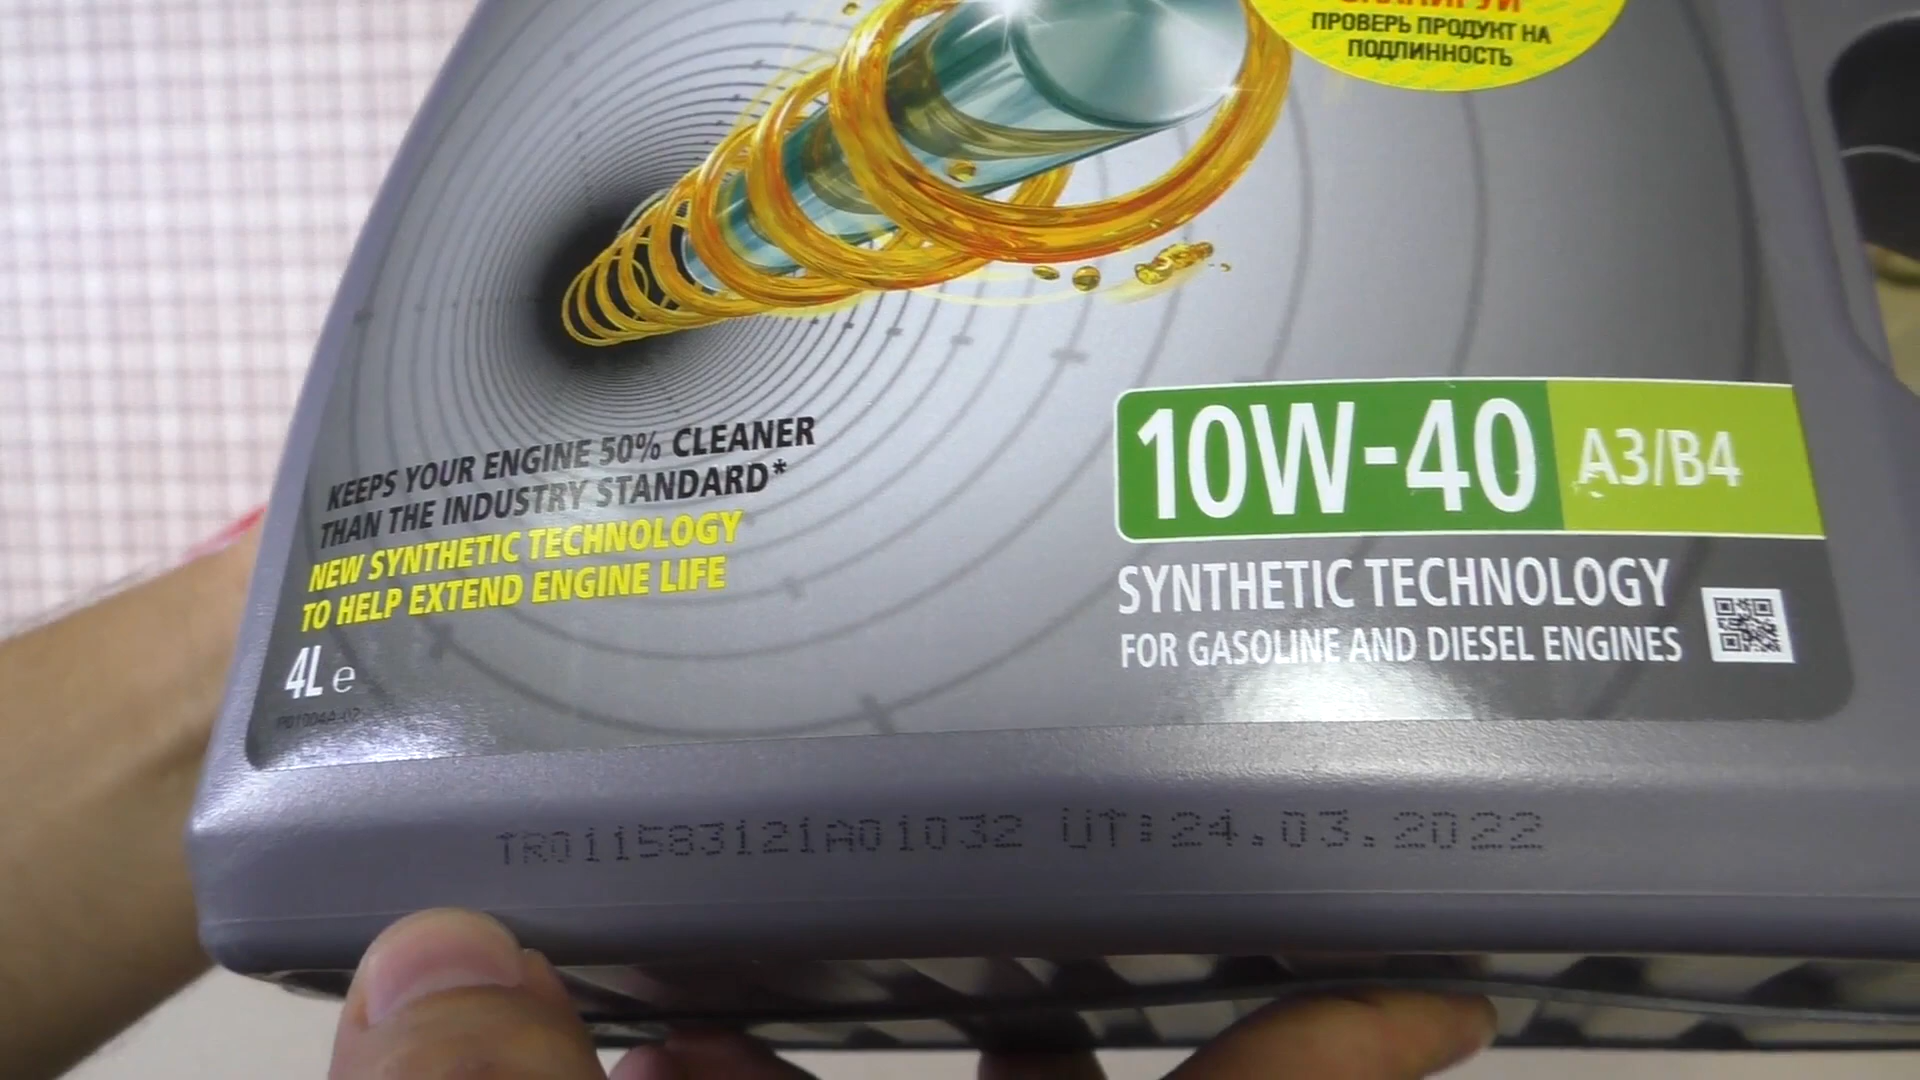 ПРОВЕРЬ ПРОДУКТ НА
ПОДЛИННОСТЬ
KEEPS YOUR ENGINE 50% CLEANER
THAN THE INDUSTRY STANDARD*
NEW SYNTHETIC TECHNOLOGY
TO HELP EXTEND ENGINE LIFE
4L e
10W-40 A3/B4
SYNTHETIC TECHNOLOGY
FOR GASOLINE AND DIESEL ENGINES
TR011583121A01032 UT:24.03.2022